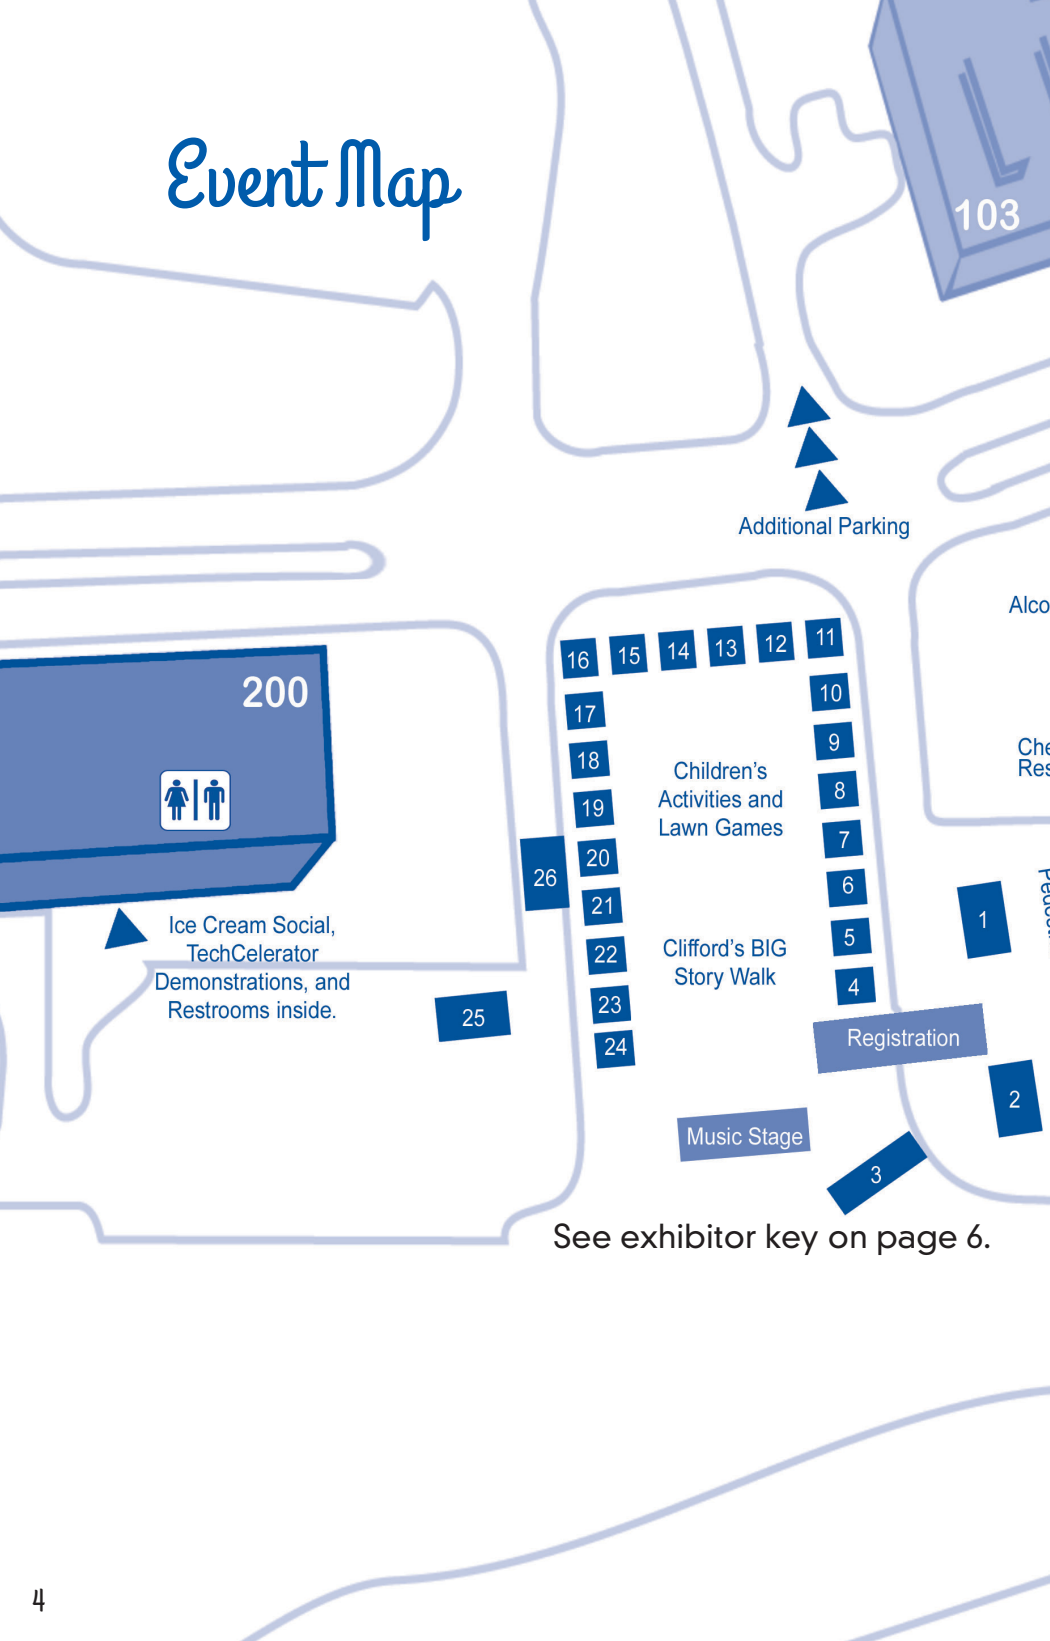 Event Map
103
Additional Parking
Alco
200
16 15 14 13 12 11
10
17
9
18
Children's
Activities and
Lawn Games
8
19
7
20
26
6
21
1
5
22
Clifford's BIG
Story Walk
4
23
24
25
Ice Cream Social,
TechCelerator
Demonstrations, and
Restrooms inside.
Registration
2
Music Stage
3
See exhibitor key on page 6.
4